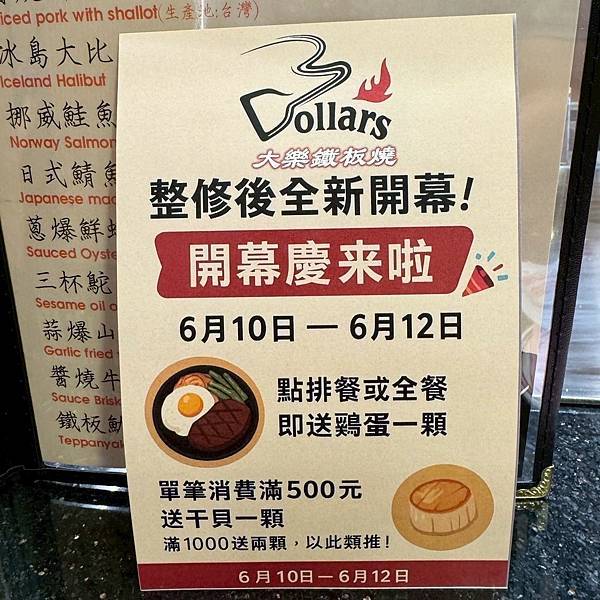 iced pork with shallot(生產地:台灣)
冰島大比
Iceland Halibut
挪威鮭魚
Norway Salmon
日式鯖魚
Japanese mac
蔥爆鮮蚵
Sauced Oyste
三杯鴕
Sesame oil o
蒜爆山
Garlic fried
醬燒牛
Sauce Brisk
鐵板魷
Teppanyak
Dollars
大樂鐵板燒
整修後全新開幕!
開幕慶来啦
6月10日 — 6月12日
點排餐或全餐
即送鷄蛋一顆
單筆消費滿500元
送干貝一顆
滿1000送兩顆,以此類推!
6月10日—6月12日